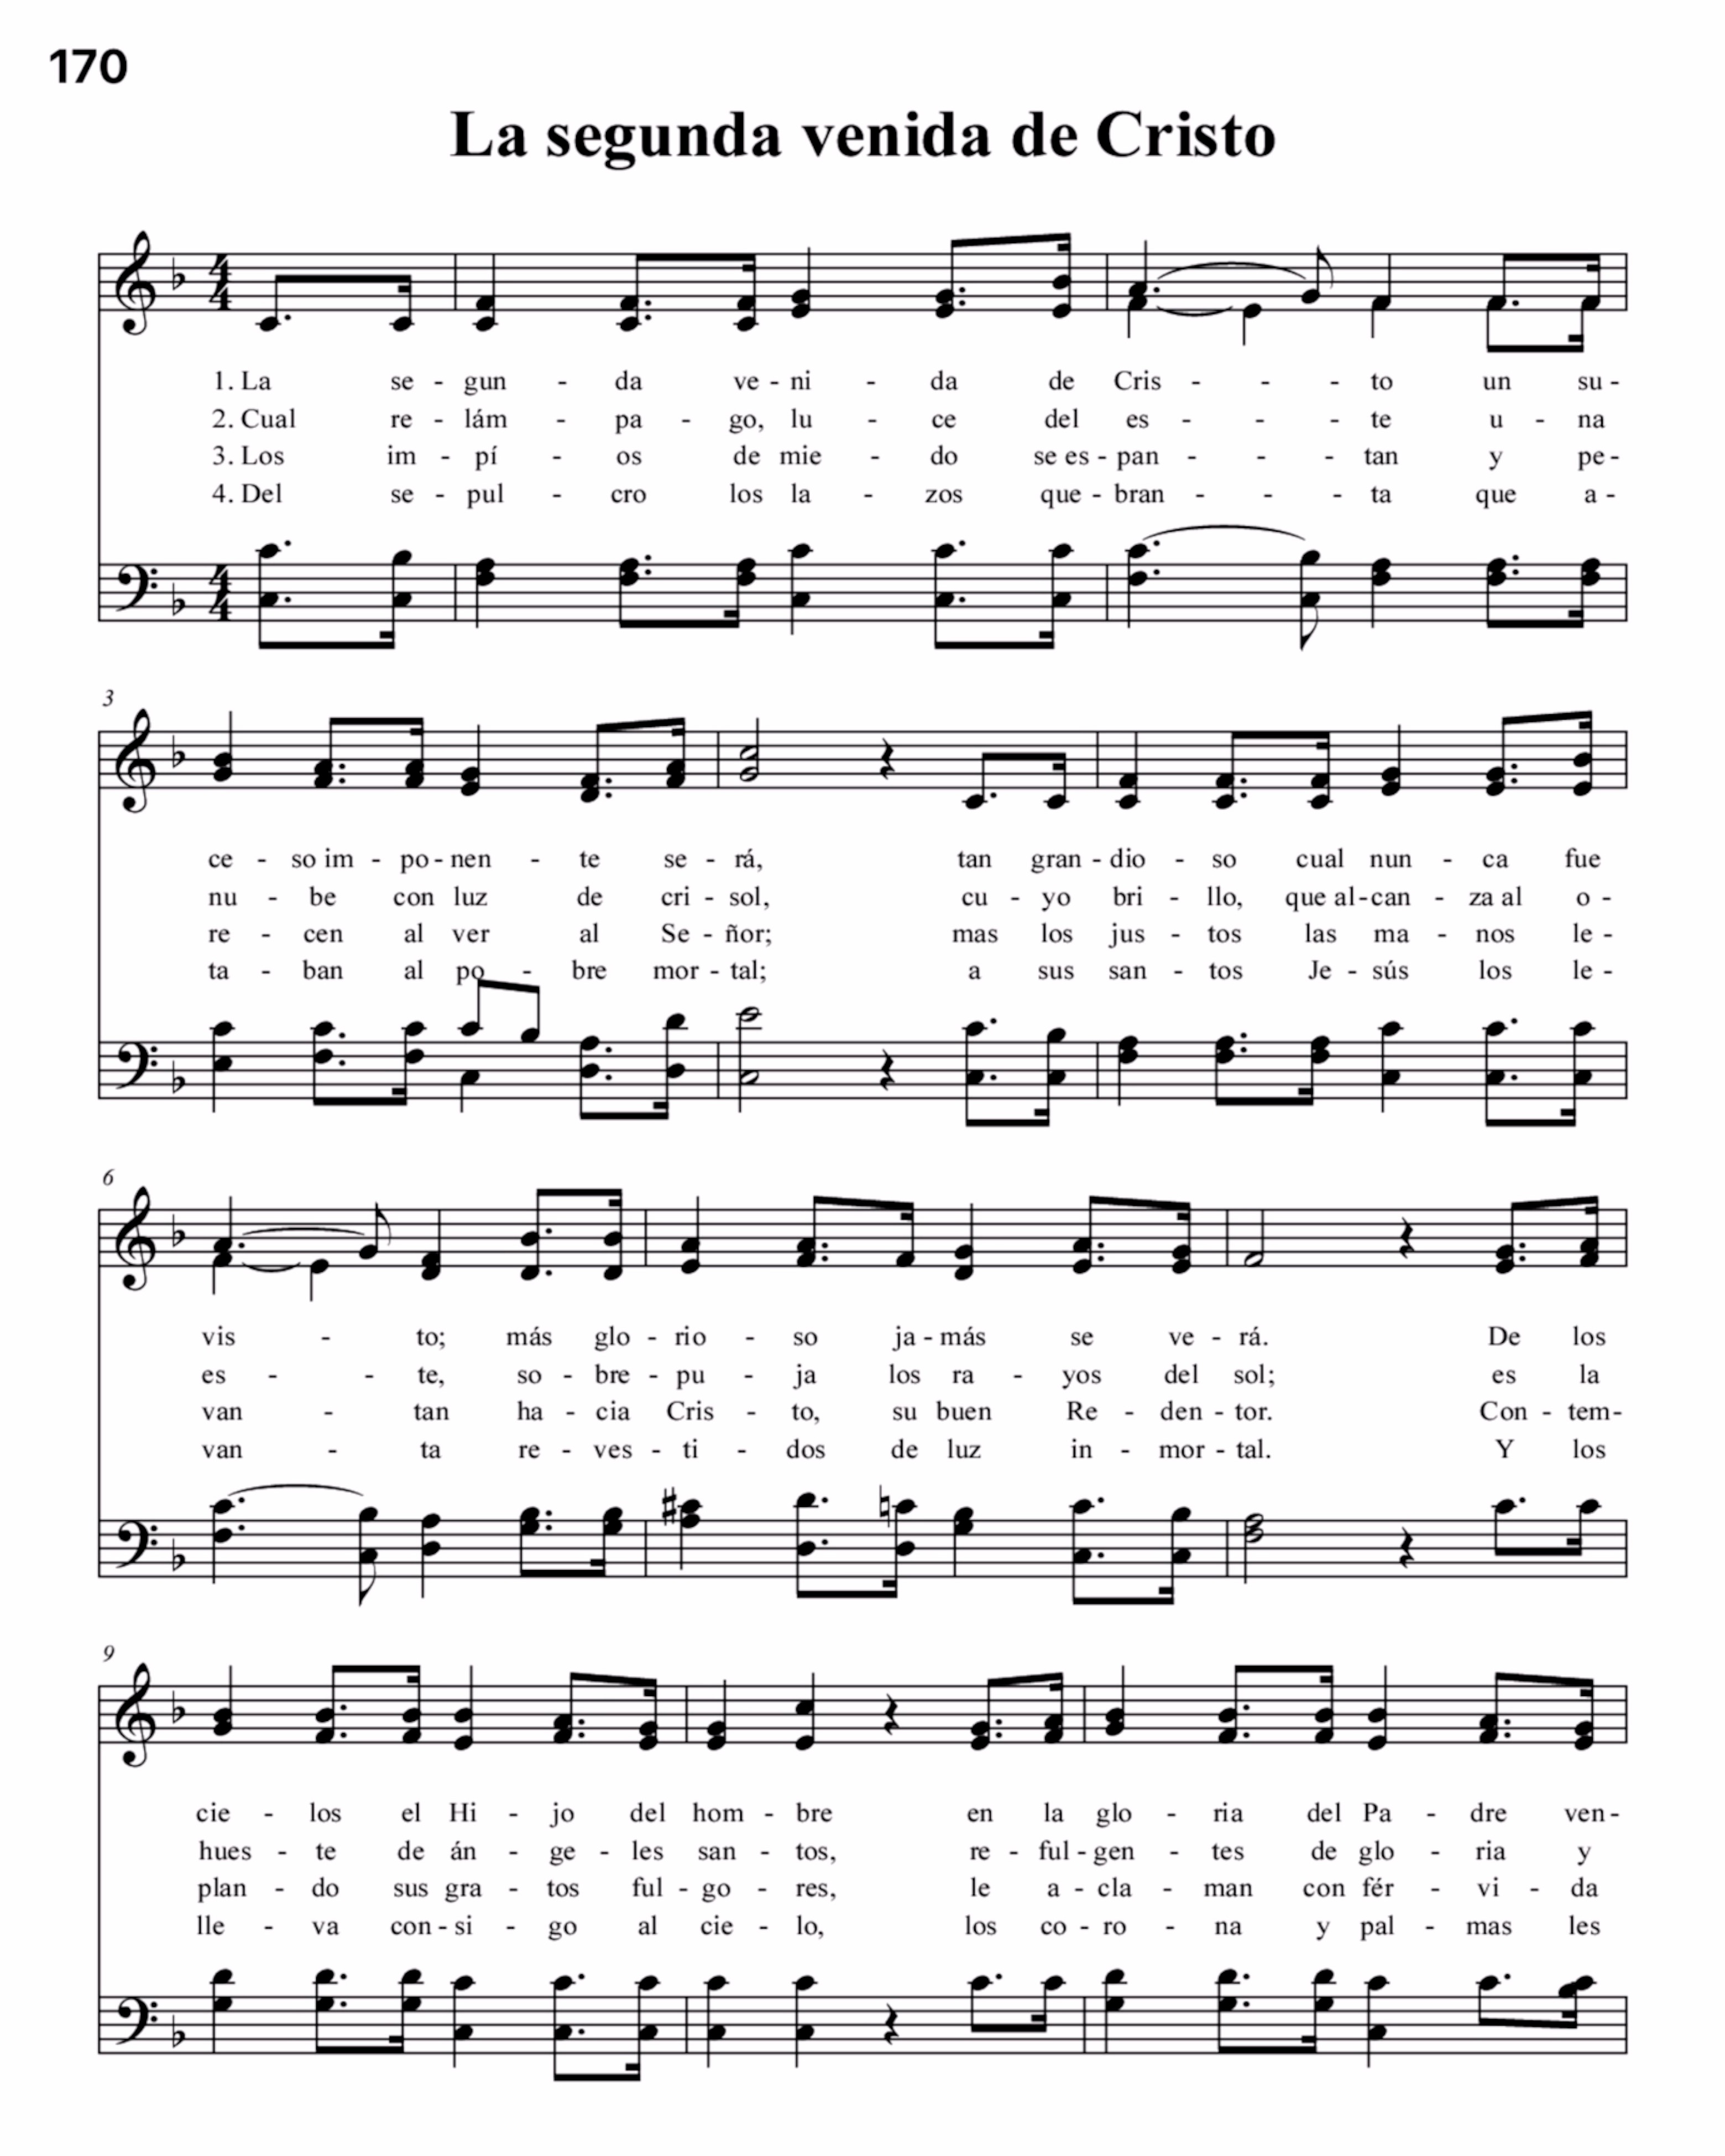 170
La segunda venida de Cristo
4
4
1. La se - gun - da ve - ni - da de Cris - - - to un su -
2. Cual re - lám - pa - go, lu - ce del es - - - te u - na
3. Los im - pí - os de mie - do se es - pan - - - tan y pe -
4. Del se - pul - cro los la - zos que - bran - - - ta que a -
4
4
3
ce - so im - po - nen - te se - rá, tan gran - dio - so cual nun - ca fue
nu - be con luz de cri - sol, cu - yo bri - llo, que al - can - za al o -
re - cen al ver al Se - ñor; mas los jus - tos las ma - nos le -
ta - ban al po - bre mor - tal; a sus san - tos Je - sús los le -
6
vis - to; más glo - rio - so ja - más se ve - rá. De los
es - - te, so - bre - pu - ja los ra - yos del sol; es la
van - tan ha - cia Cris - to, su buen Re - den - tor. Con - tem -
van - ta re - ves - ti - dos de luz in - mor - tal. Y los
9
cie - los el Hi - jo del hom - bre en la glo - ria del Pa - dre ven -
hues - te de án - ge - les san - tos, re - ful - gen - tes de glo - ria y
plan - do sus gra - tos ful - go - res, le a - cla - man con fér - vi - da
lle - va con - si - go al cie - lo, los co - ro - na y pal - mas les